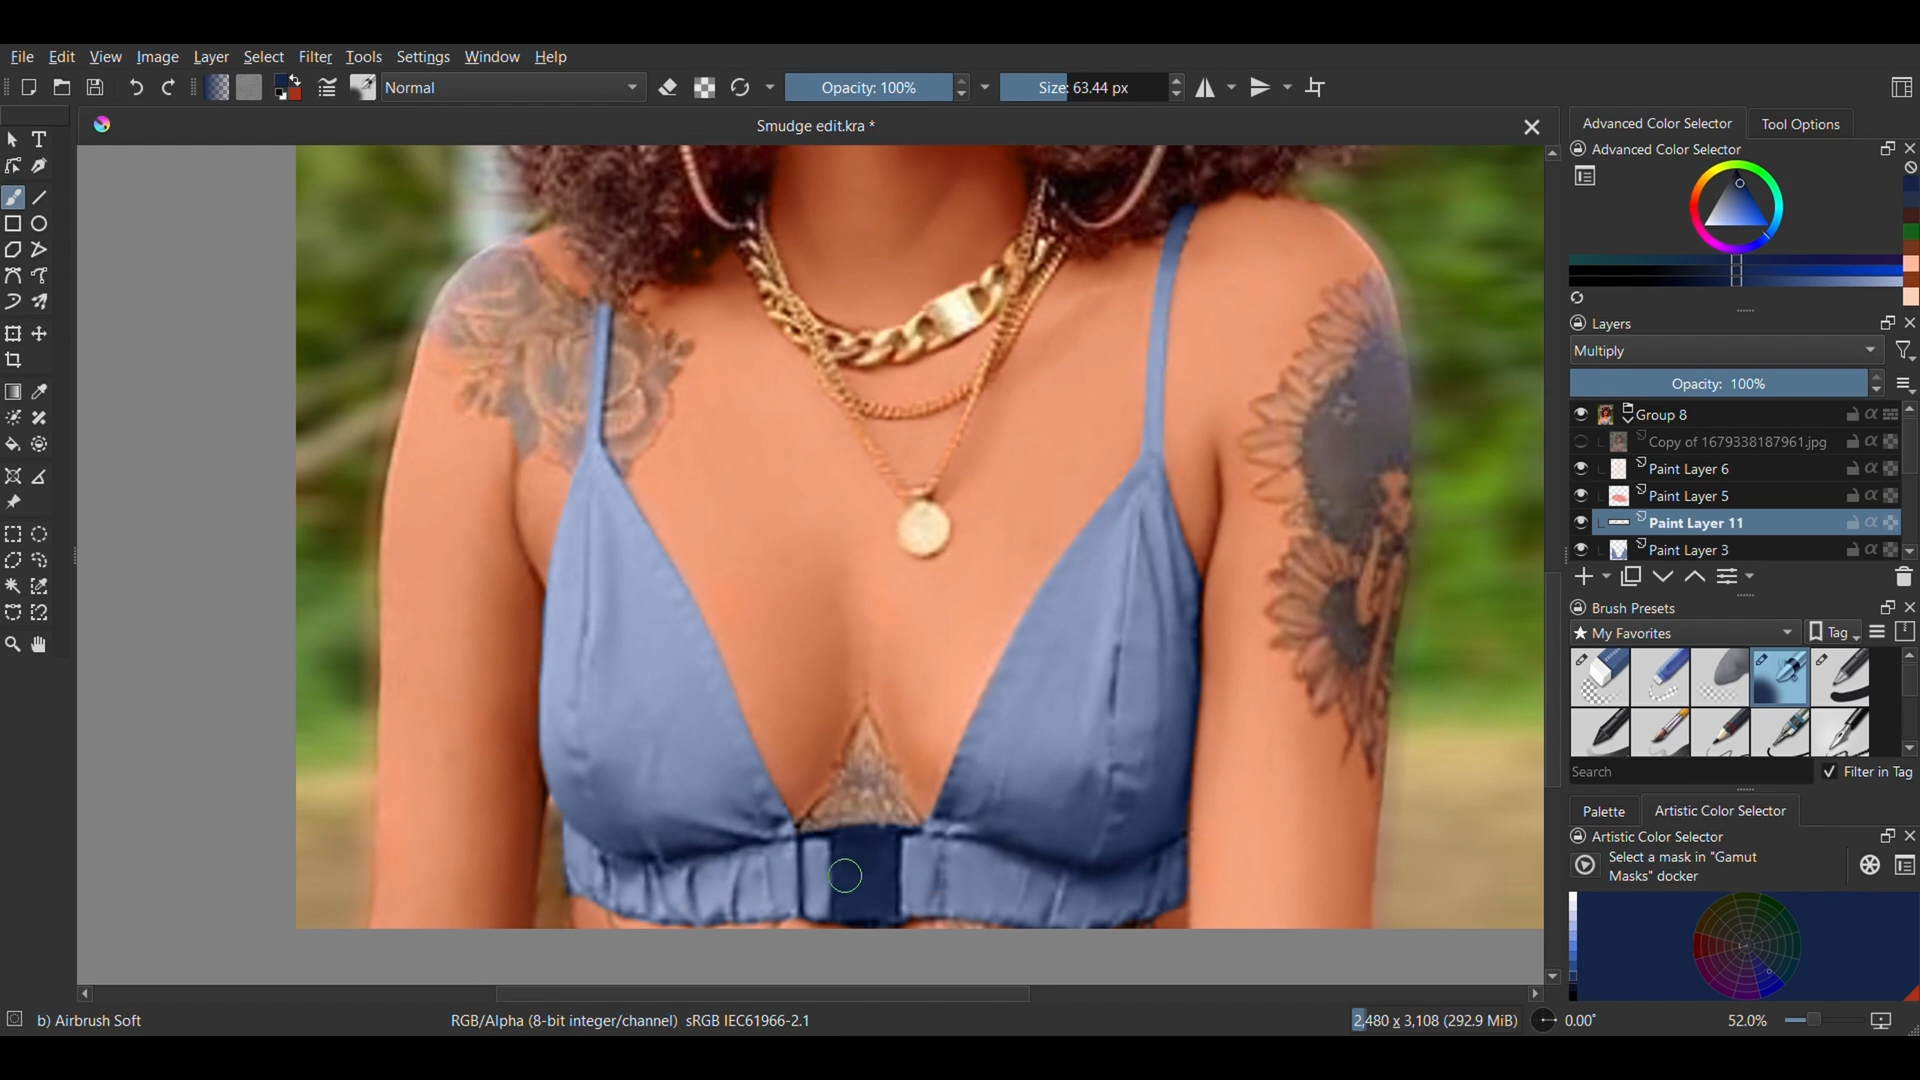 File Edit View Image Layer Select Filter Tools Settings Window Help
Normal Opacity: 100% Size: 63.44 px
Smudge edit.kra *
Advanced Color Selector Tool Options
Advanced Color Selector
Layers
Multiply
Opacity: 100%
Group 8
Copy of 1679338187961.jpg
Paint Layer 6
Paint Layer 5
Paint Layer 11
Paint Layer 3
Brush Presets
My Favorites Tag
Search Filter in Tag
Palette Artistic Color Selector
Artistic Color Selector
Select a mask in "Gamut
Masks" docker
b) Airbrush Soft RGB/Alpha (8-bit integer/channel) sRGB IEC61966-2.1 2,480 x 3,108 (292.9 MiB) 0.00° 52.0%